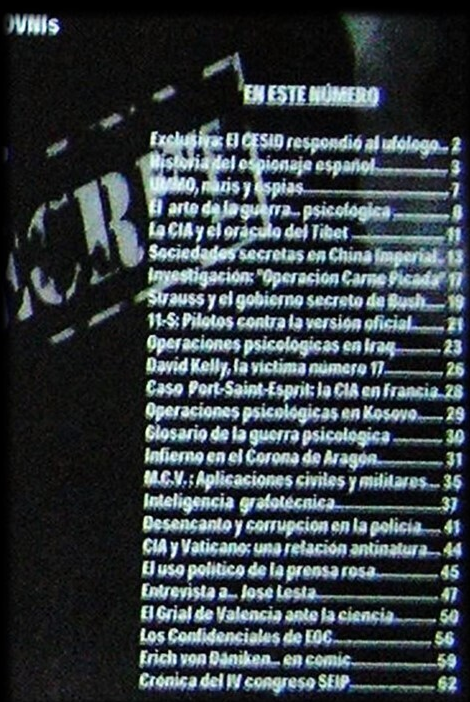 OVNIs
EN ESTE NÚMERO
Exclusiva: El CESID respondió al ufólogo... 2
Historia del espionaje español 3
UMMO, nazis y espías 7
El arte de la guerra... psicológica 8
La CIA y el oráculo del Tibet 11
Sociedades secretas en China Imperial. 13
Investigación: "Operación Carne Picada" 17
Strauss y el gobierno secreto de Bush 19
11-S: Pilotos contra la versión oficial 21
Operaciones psicológicas en Iraq 23
David Kelly, la víctima número 17 26
Caso Port-Saint-Esprit: la CIA en Francia. 28
Operaciones psicológicas en Kosovo 29
Glosario de la guerra psicológica 30
Infierno en el Corona de Aragón 31
M.C.V.: Aplicaciones civiles y militares 35
Inteligencia grafotécnica 37
Desencanto y corrupción en la policía 41
CIA y Vaticano: una relación antinatura 44
El uso político de la prensa rosa 45
Entrevista a... José Lesta 47
El Grial de Valencia ante la ciencia 50
Los Confidenciales de EOC 56
Erich von Däniken... en comic 59
Crónica del IV congreso SEIP 62
ECRET